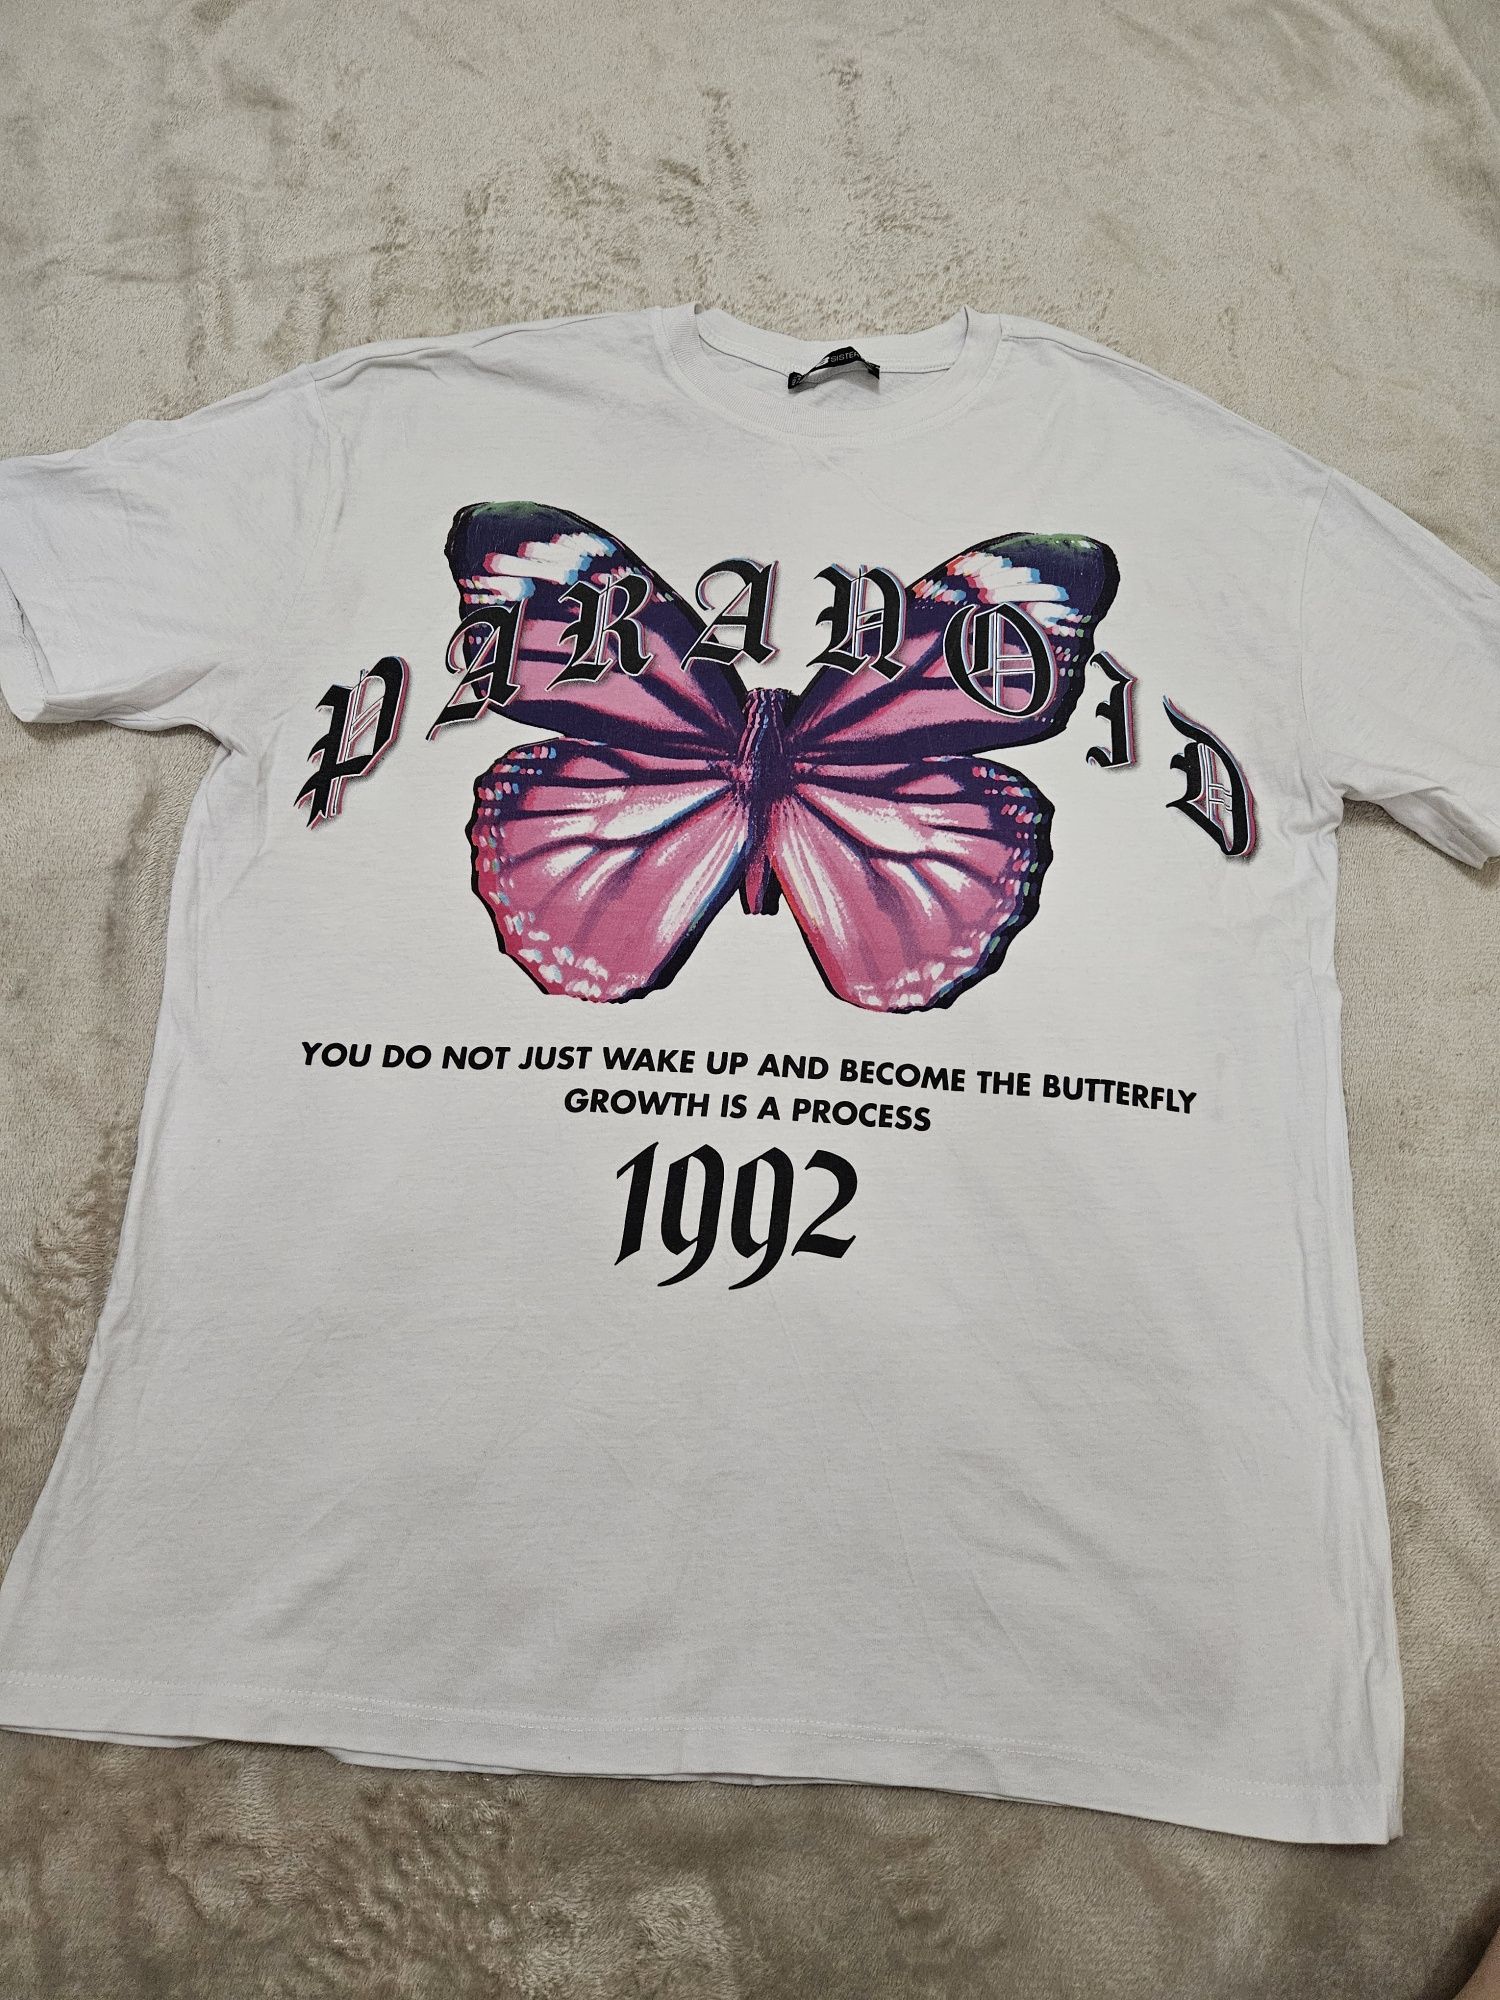 SISTER
PARANOID
YOU DO NOT JUST WAKE UP AND BECOME THE BUTTERFLY
GROWTH IS A PROCESS
1992